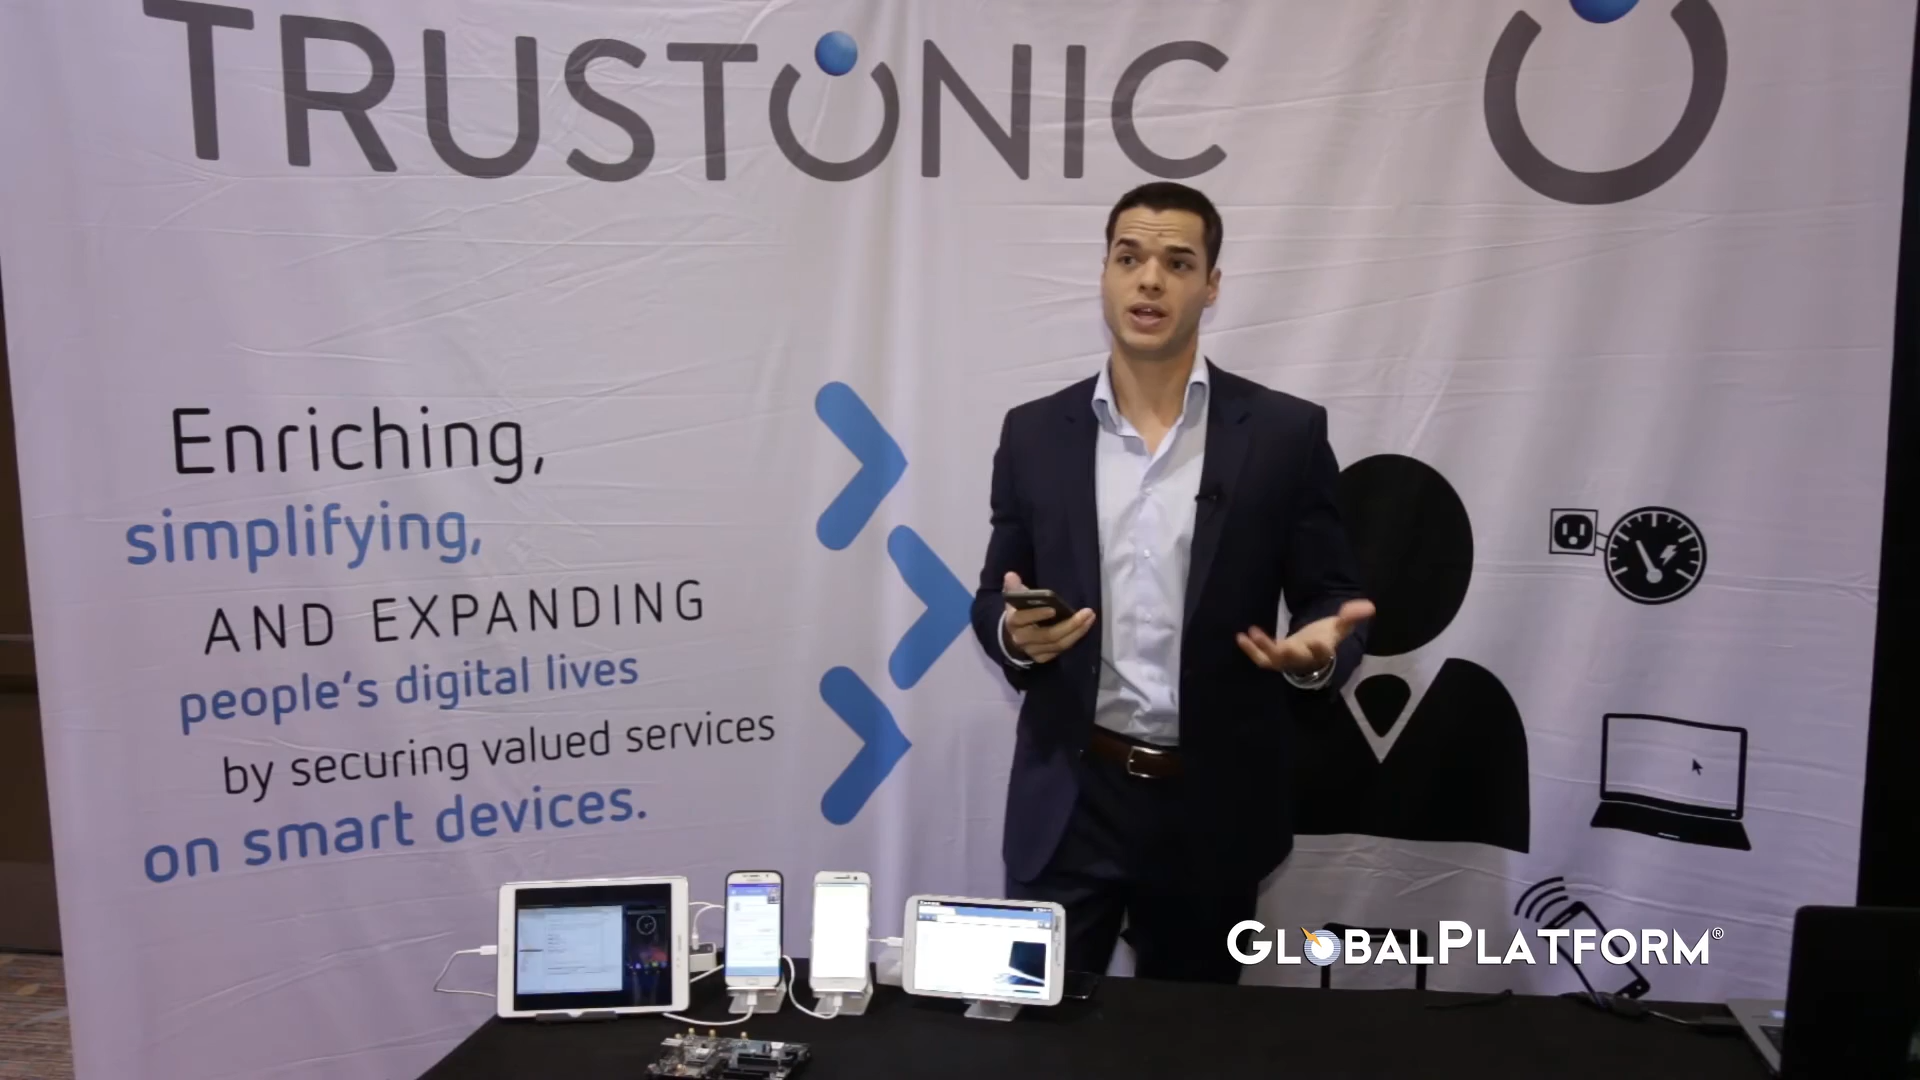 TRUSTONIC
Enriching,
simplifying,
AND EXPANDING
people's digital lives
by securing valued services
on smart devices.
GLOBALPLATFORM®